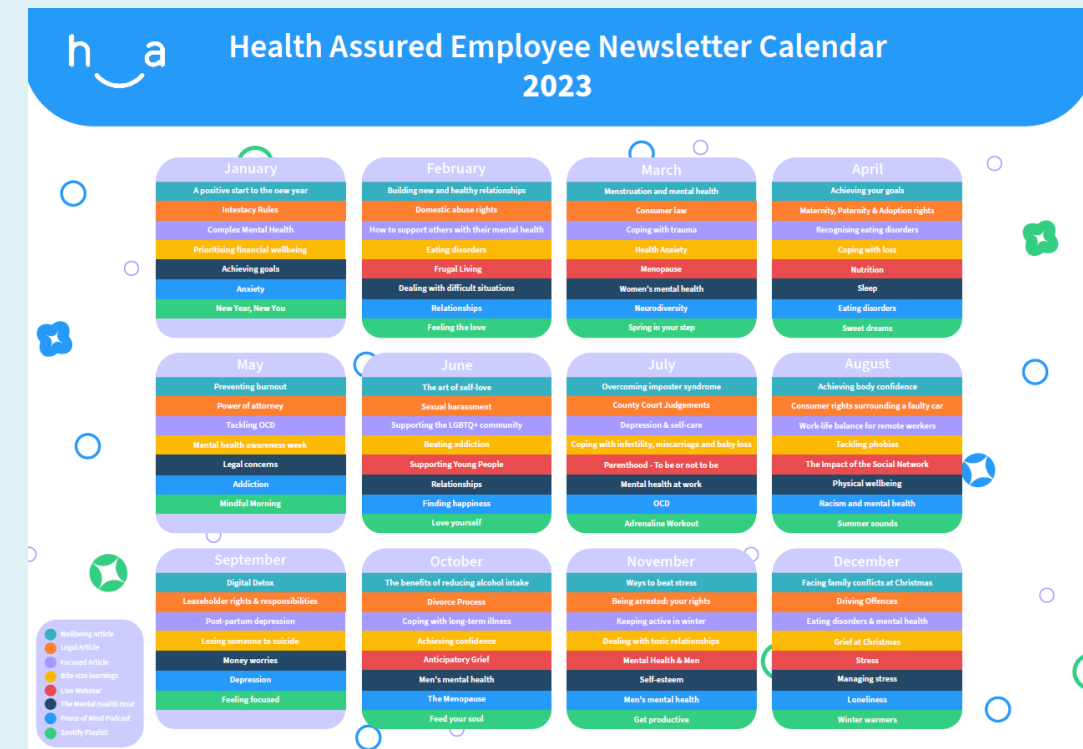 h a
Health Assured Employee Newsletter Calendar
2023
January
A positive start to the new year
Intestacy Rules
Complex Mental Health
Prioritising financial wellbeing
Achieving goals
Anxiety
New Year, New You
February
Building new and healthy relationships
Domestic abuse rights
How to support others with their mental health
Eating disorders
Frugal Living
Dealing with difficult situations
Relationships
Feeling the love
March
Menstruation and mental health
Consumer law
Coping with trauma
Health Anxiety
Menopause
Women's mental health
Neurodiversity
Spring in your step
April
Achieving your goals
Maternity, Paternity & Adoption rights
Recognising eating disorders
Coping with loss
Nutrition
Sleep
Eating disorders
Sweet dreams
May
Preventing burnout
Power of attorney
Tackling OCD
Mental health awareness week
Legal concerns
Addiction
Mindful Morning
June
The art of self-love
Sexual harassment
Supporting the LGBTQ+ community
Beating addiction
Supporting Young People
Relationships
Finding happiness
Love yourself
July
Overcoming imposter syndrome
County Court Judgements
Depression & self-care
Coping with infertility, miscarriage and baby loss
Parenthood - To be or not to be
Mental health at work
OCD
Adrenaline Workout
August
Achieving body confidence
Consumer rights surrounding a faulty car
Work-life balance for remote workers
Tackling phobias
The Impact of the Social Network
Physical wellbeing
Racism and mental health
Summer sounds
September
Digital Detox
Leaseholder rights & responsibilities
Post-partum depression
Losing someone to suicide
Money worries
Depression
Feeling focused
October
The benefits of reducing alcohol intake
Divorce Process
Coping with long-term illness
Achieving confidence
Anticipatory Grief
Men's mental health
The Menopause
Feed your soul
November
Ways to beat stress
Being arrested: your rights
Keeping active in winter
Dealing with toxic relationships
Mental Health & Men
Self-esteem
Men's mental health
Get productive
December
Facing family conflicts at Christmas
Driving Offences
Eating disorders & mental health
Grief at Christmas
Stress
Managing stress
Loneliness
Winter warmers
Wellbeing Article
Legal Article
Focused Article
Bite-size learnings
Live Webinar
The Mental Health Hour
Peace of Mind Podcast
Spotify Playlist